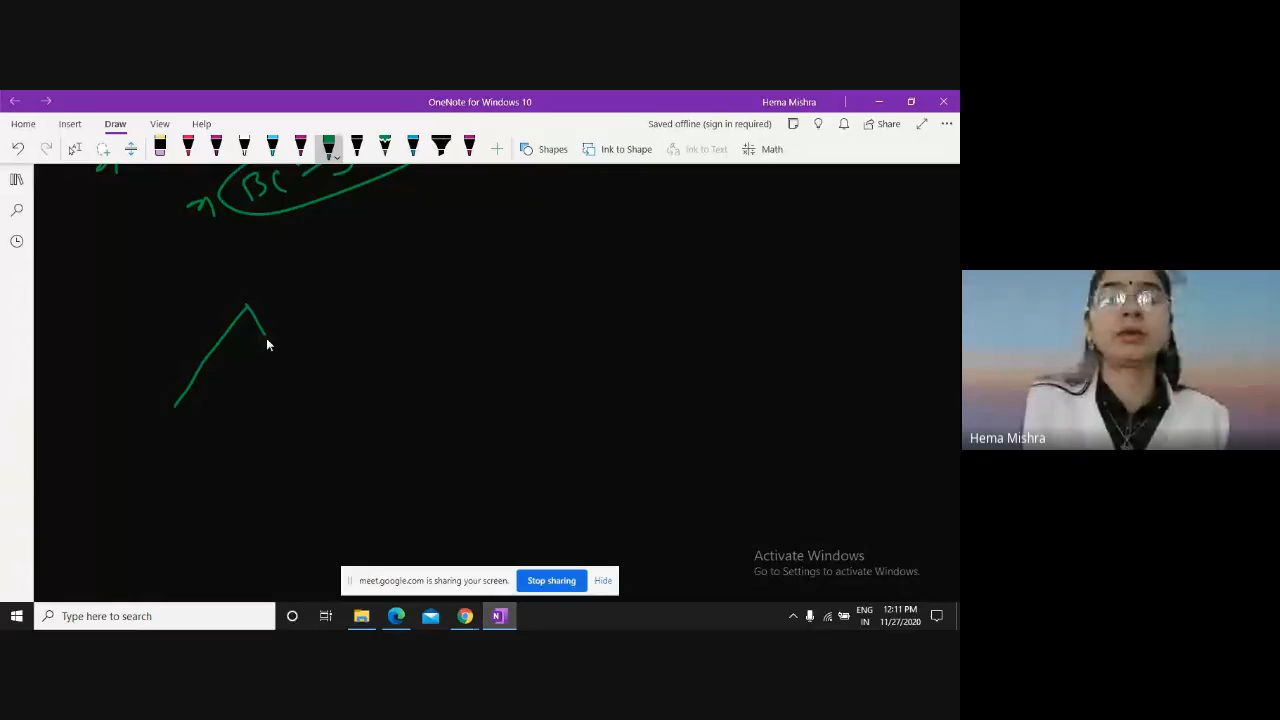 OneNote for Windows 10
Hema Mishra
Home Insert Draw View Help
Saved offline (sign in required)
Share
Shapes
Ink to Shape
Ink to Text
Math
Hema Mishra
Activate Windows
Go to Settings to activate Windows.
meet.google.com is sharing your screen.
Stop sharing
Hide
Type here to search
ENG
IN
12:11 PM
11/27/2020